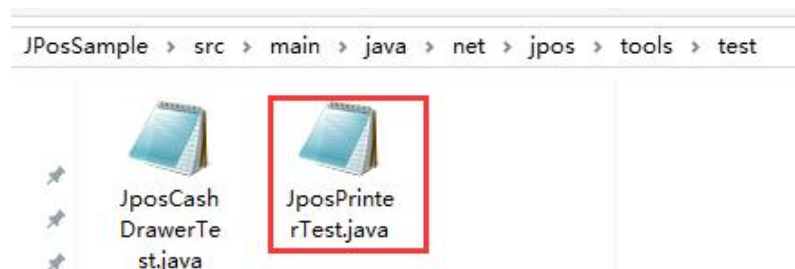 JPosSample > src > main > java > net > jpos > tools > test
JposCash
DrawerTe
st.java
JposPrinte
rTest.java